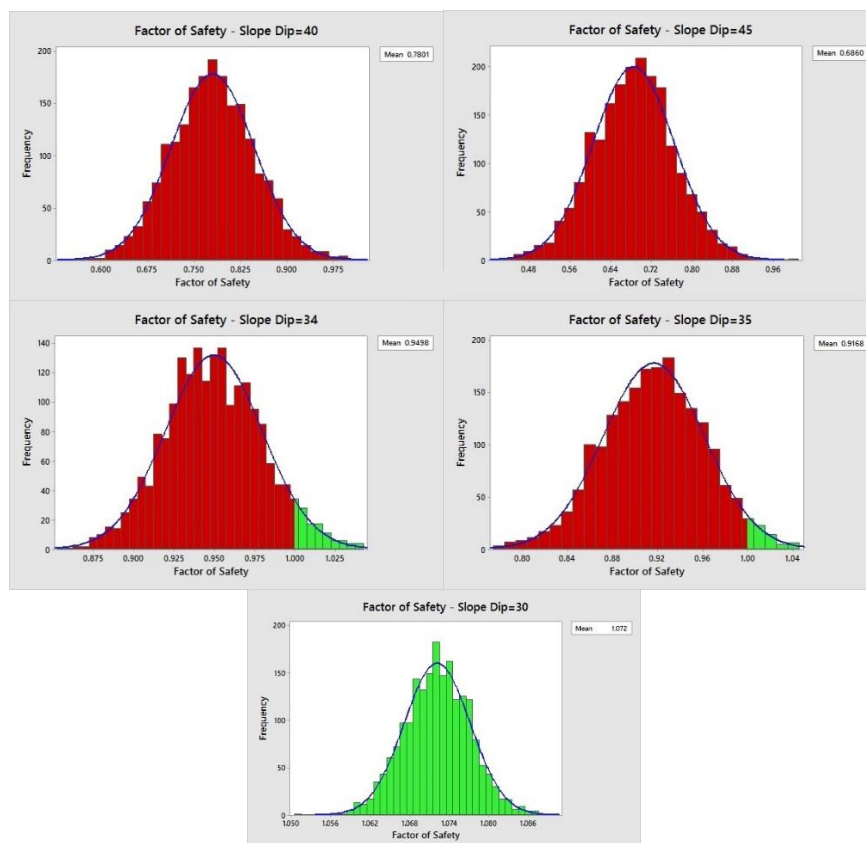 Factor of Safety - Slope Dip=40
Mean 0.7801
200
150
100
50
0
Frequency
0.600 0.675 0.750 0.825 0.900 0.975
Factor of Safety
Factor of Safety - Slope Dip=45
Mean 0.6860
200
150
100
50
0
Frequency
0.48 0.56 0.64 0.72 0.80 0.88 0.96
Factor of Safety
Factor of Safety - Slope Dip=34
Mean 0.9498
140
120
100
80
60
40
20
0
Frequency
0.875 0.900 0.925 0.950 0.975 1.000 1.025
Factor of Safety
Factor of Safety - Slope Dip=35
Mean 0.9168
200
150
100
50
0
Frequency
0.80 0.84 0.88 0.92 0.96 1.00 1.04
Factor of Safety
Factor of Safety - Slope Dip=30
Mean 1.072
200
150
100
50
0
Frequency
1.050 1.056 1.062 1.068 1.074 1.080 1.086
Factor of Safety